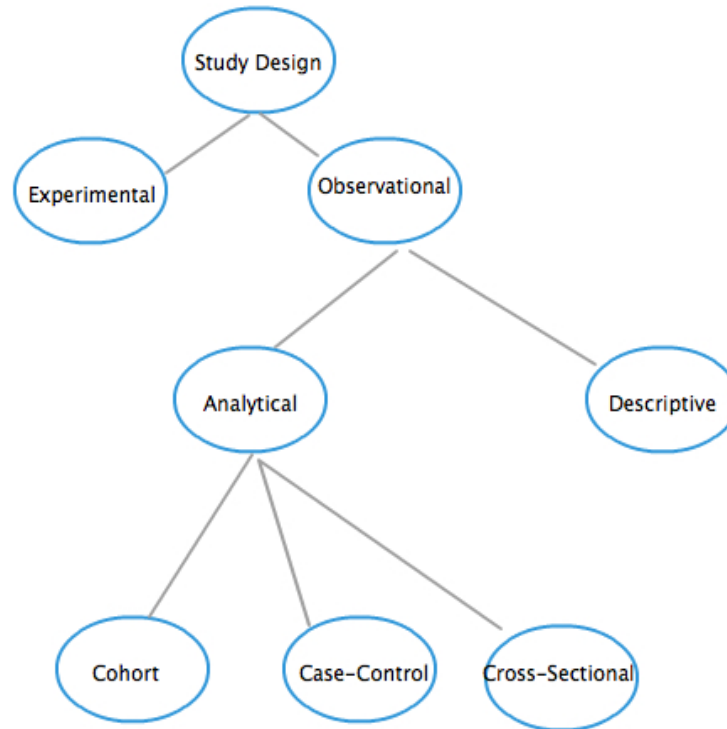 Study Design
Experimental
Observational
Analytical
Descriptive
Cohort
Case-Control
Cross-Sectional